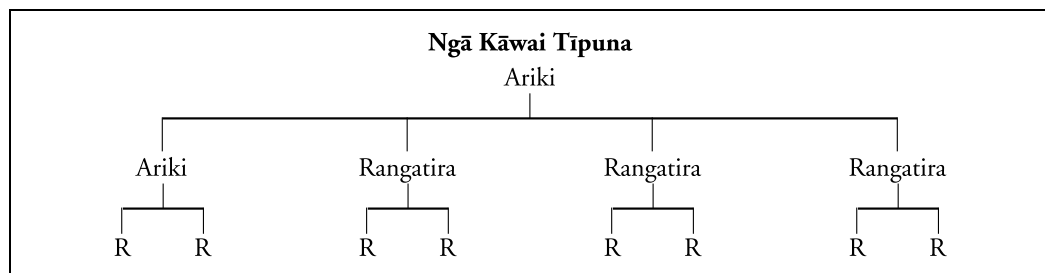 Ngā Kāwai Tīpuna
Ariki
Ariki Rangatira Rangatira Rangatira
R R R R R R R R